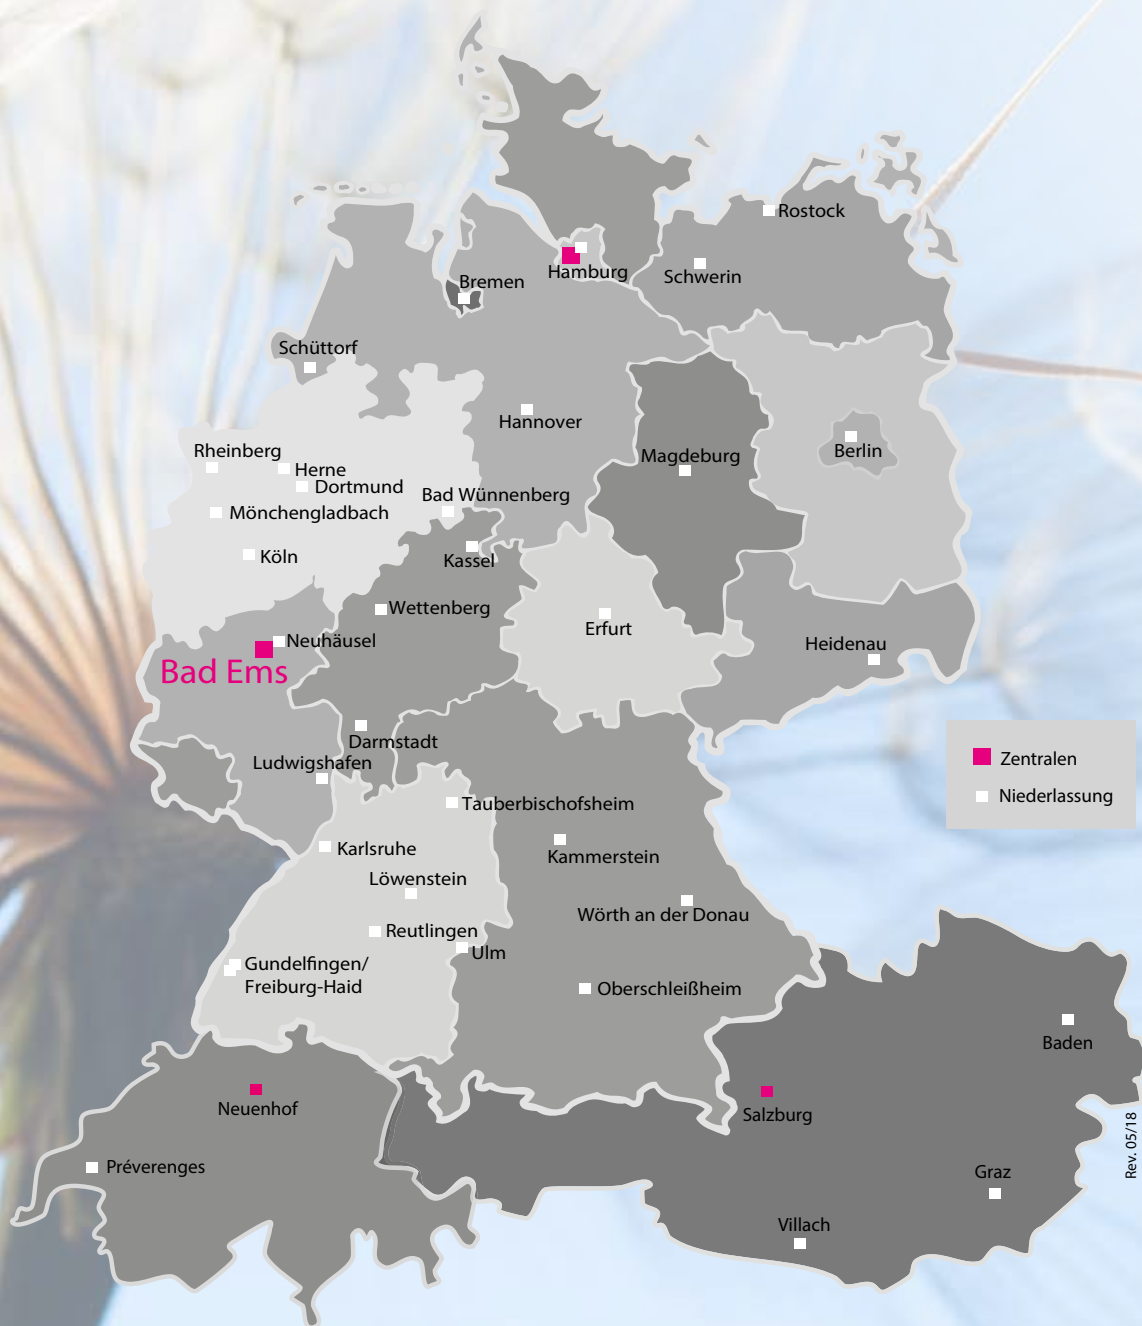 Rostock
Hamburg
Schwerin
Bremen
Schüttorf
Hannover
Rheinberg
Herne
Dortmund
Magdeburg
Berlin
Bad Wünnenberg
Mönchengladbach
Köln
Kassel
Wettenberg
Erfurt
Neuhäusel
Heidenau
Bad Ems
Darmstadt
Ludwigshafen
Zentralen
Niederlassung
Tauberbischofsheim
Karlsruhe
Kammerstein
Löwenstein
Wörth an der Donau
Reutlingen
Ulm
Gundelfingen/
Freiburg-Haid
Oberschleißheim
Baden
Neuenhof
Salzburg
Rev. 05/18
Préverenges
Graz
Villach